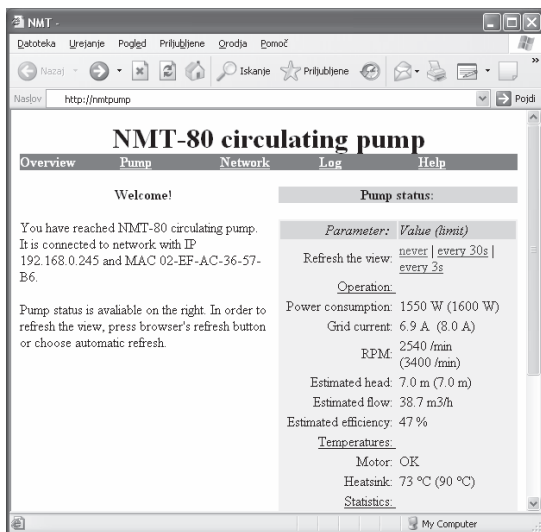 NMT -
Datoteka Urejanje Pogled Priljubljene Orodja Pomoč
Nazaj Iskanje Priljubljene »
Naslov http://nmtpump Pojdi
NMT-80 circulating pump
Overview Pump Network Log Help
Welcome!
You have reached NMT-80 circulating pump.
It is connected to network with IP
192.168.0.245 and MAC 02-EF-AC-36-57-
B6.
Pump status is avaliable on the right. In order to
refresh the view, press browser's refresh button
or choose automatic refresh.
Pump status:
Parameter: Value (limit)
Refresh the view: never | every 30s |
every 3s
Operation:
Power consumption: 1550 W (1600 W)
Grid current: 6.9 A (8.0 A)
RPM: 2540 /min
(3400 /min)
Estimated head: 7.0 m (7.0 m)
Estimated flow: 38.7 m3/h
Estimated efficiency: 47 %
Temperatures:
Motor: OK
Heatsink: 73 ºC (90 ºC)
Statistics:
My Computer